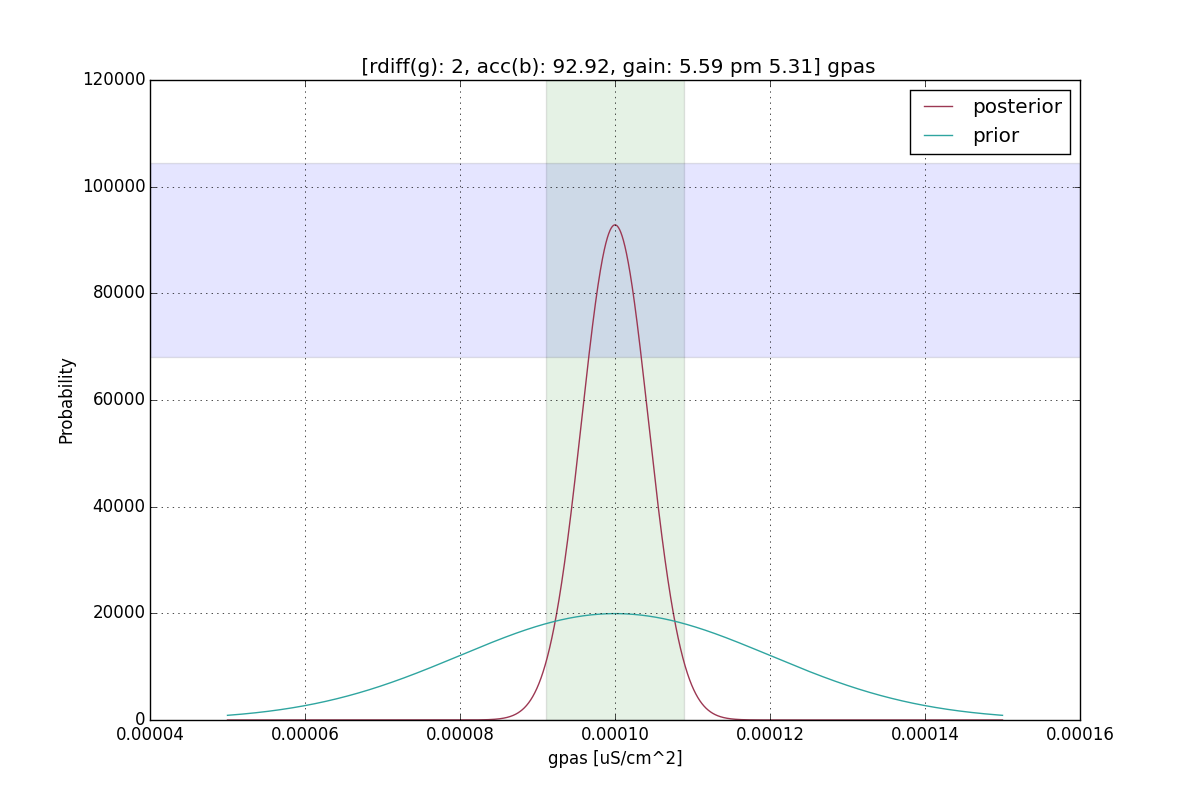 [rdiff(g): 2, acc(b): 92.92, gain: 5.59 pm 5.31] gpas
120000
100000
80000
60000
40000
20000
0
Probability
posterior
prior
0.00004 0.00006 0.00008 0.00010 0.00012 0.00014 0.00016
gpas [uS/cm^2]